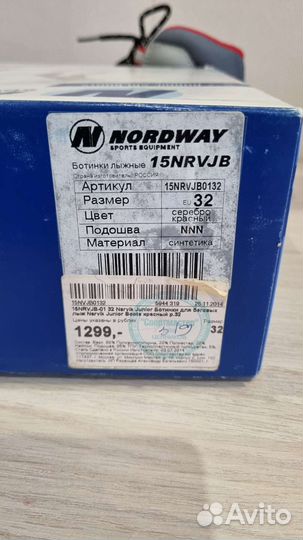 NORDWAY
SPORTS EQUIPMENT
Ботинки лыжные 15NRVJB
Страна изготовитель: РОССИЯ
Артикул 15NRVJB0132
Размер EU 32
Цвет серебро красный
Подошва NNN
Материал синтетика
15NRVJB0132 5944 319 26.11.2014
15NRVJB-01 32 Narvik Junior Ботинки для беговых
лыж Narvik Junior Boots красный р.32
Цены указаны в рублях
1299,- 32
Avito